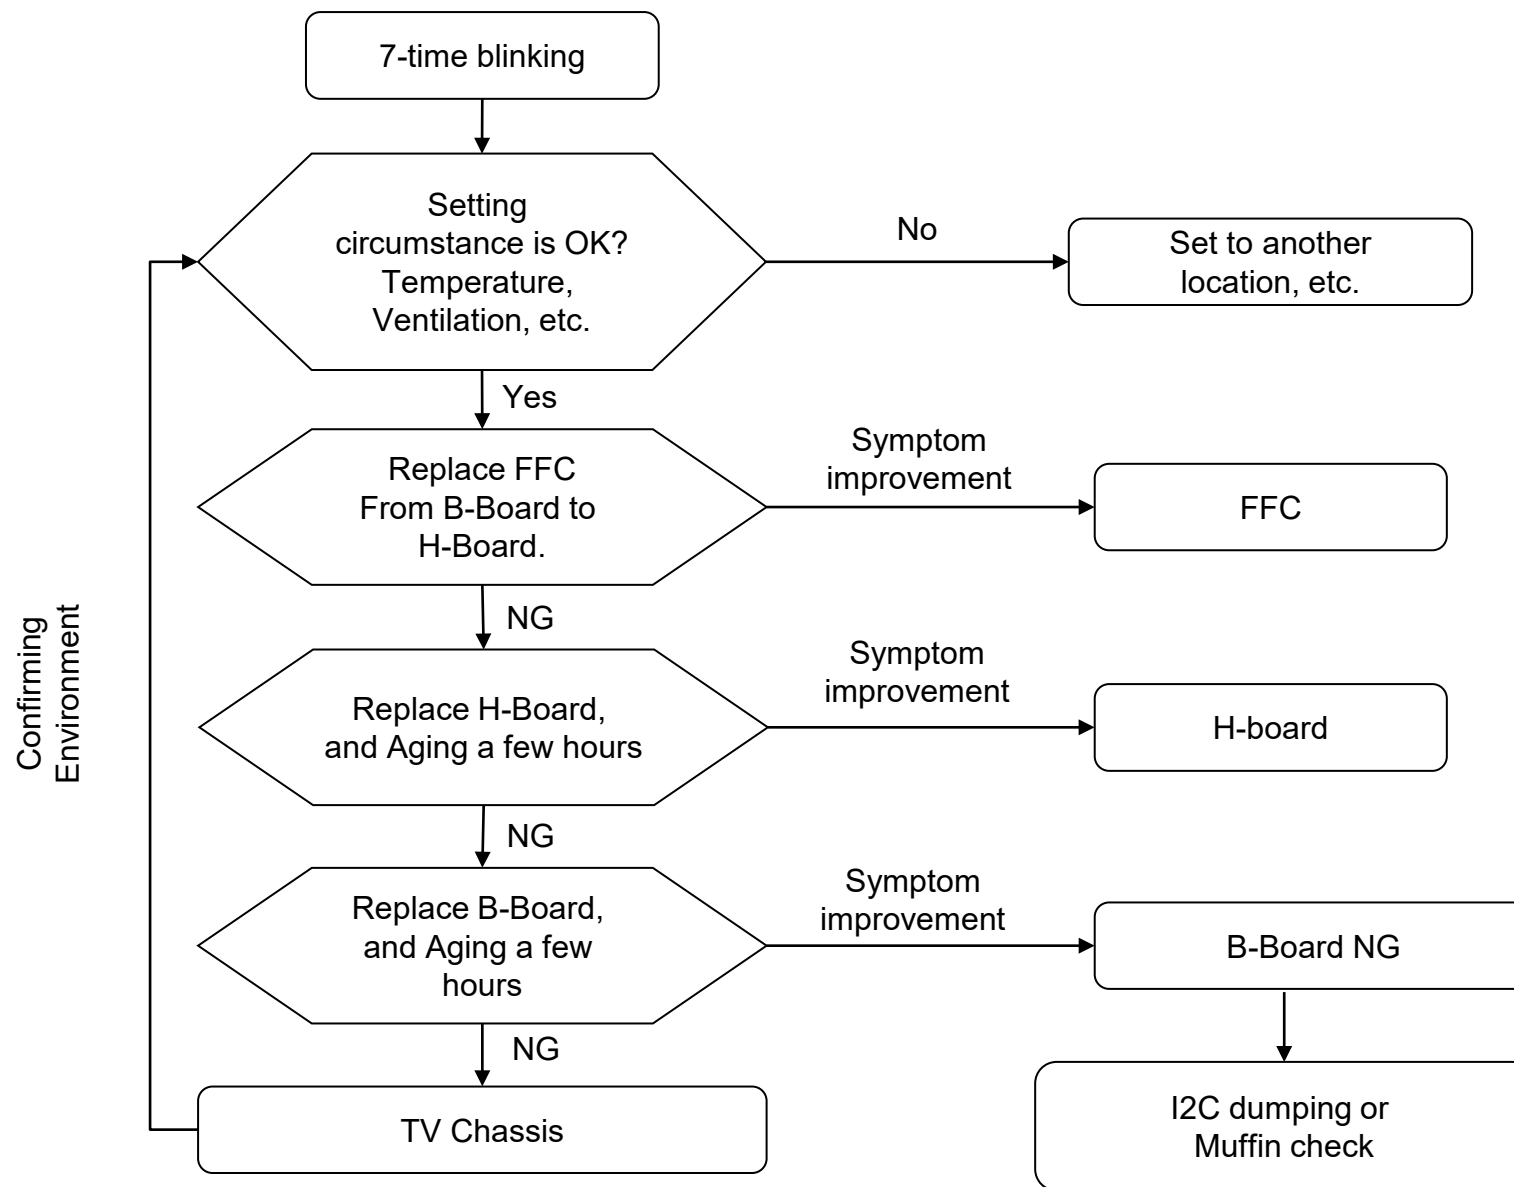 7-time blinking
Setting
circumstance is OK?
Temperature,
Ventilation, etc.
No
Set to another
location, etc.
Yes
Replace FFC
From B-Board to
H-Board.
Symptom
improvement
FFC
NG
Replace H-Board,
and Aging a few hours
Symptom
improvement
H-board
NG
Replace B-Board,
and Aging a few
hours
Symptom
improvement
B-Board NG
NG
TV Chassis
I2C dumping or
Muffin check
Confirming
Environment